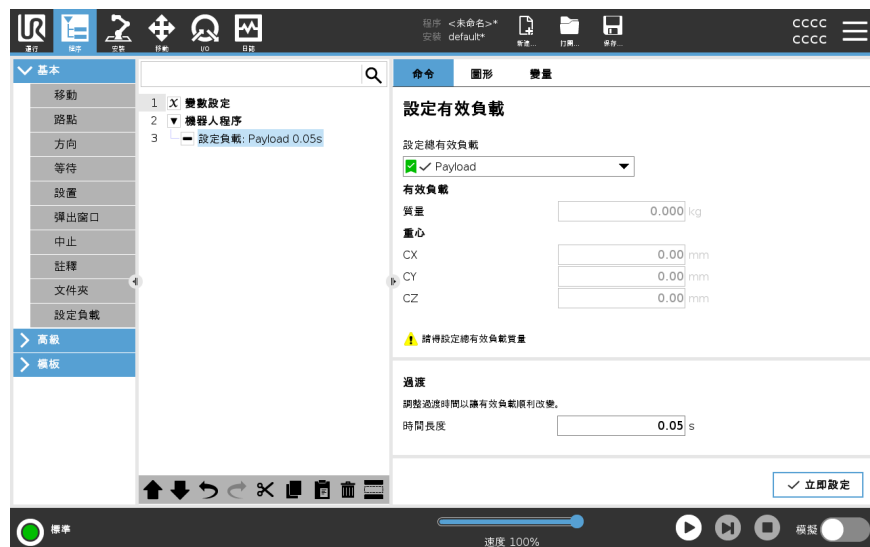 UR
運行
程序
安裝
移動
I/O
日誌
程序 <未命名>*
安裝 default*
新建...
打開...
保存...
CCCC
CCCC
基本
移動
路點
方向
等待
設置
彈出窗口
中止
註釋
文件夾
設定負載
高級
模板
1 X 變數設定
2 ▼ 機器人程序
3 設定負載: Payload 0.05s
命令 圖形 變量
設定有效負載
設定總有效負載
Payload
有效負載
質量 0.000 kg
重心
CX 0.00 mm
CY 0.00 mm
CZ 0.00 mm
請得設定總有效負載質量
過渡
調整過渡時間以讓有效負載順利改變。
時間長度 0.05 s
立即設定
標準
速度 100%
模擬